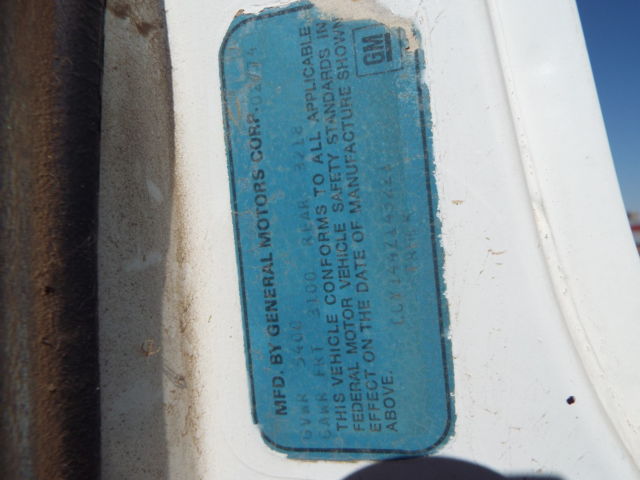 MFD. BY GENERAL MOTORS CORP.
GVWR 5400
GAWR FRT 3100 REAR 3218
THIS VEHICLE CONFORMS TO ALL APPLICABLE
FEDERAL MOTOR VEHICLE SAFETY STANDARDS IN
EFFECT ON THE DATE OF MANUFACTURE SHOWN
ABOVE.
GM